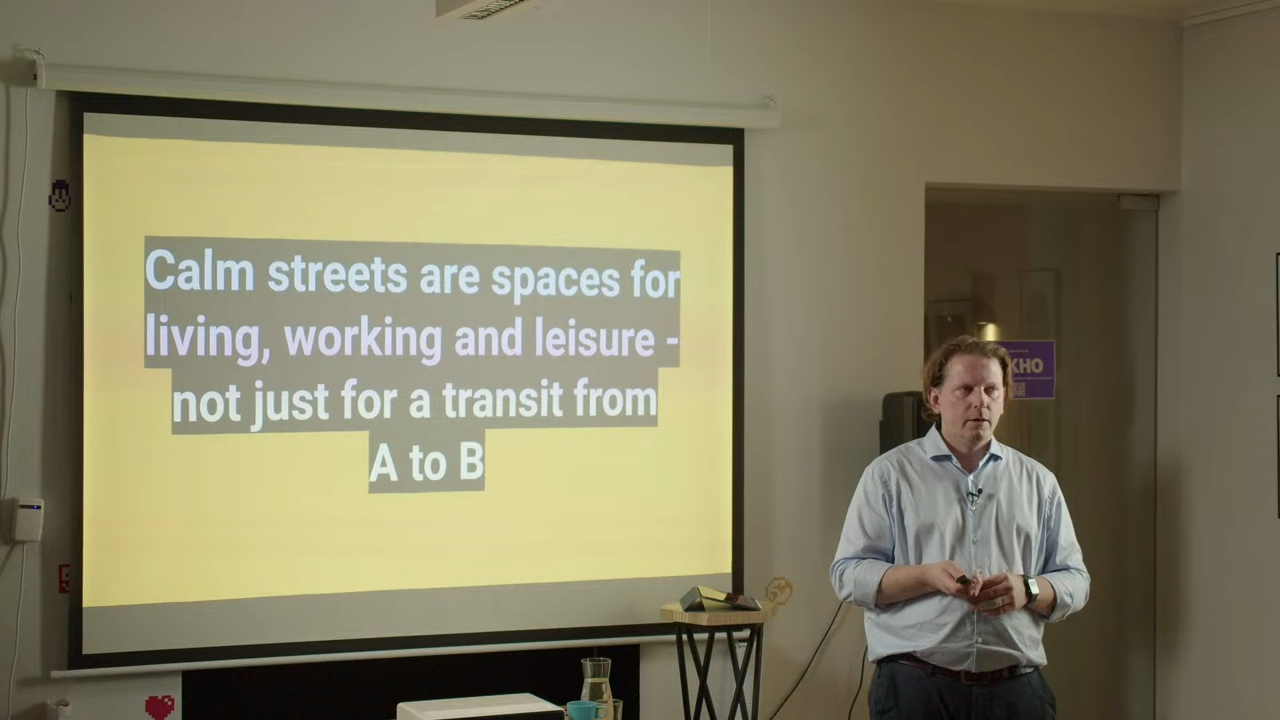 Calm streets are spaces for
living, working and leisure -
not just for a transit from
A to B
KHO